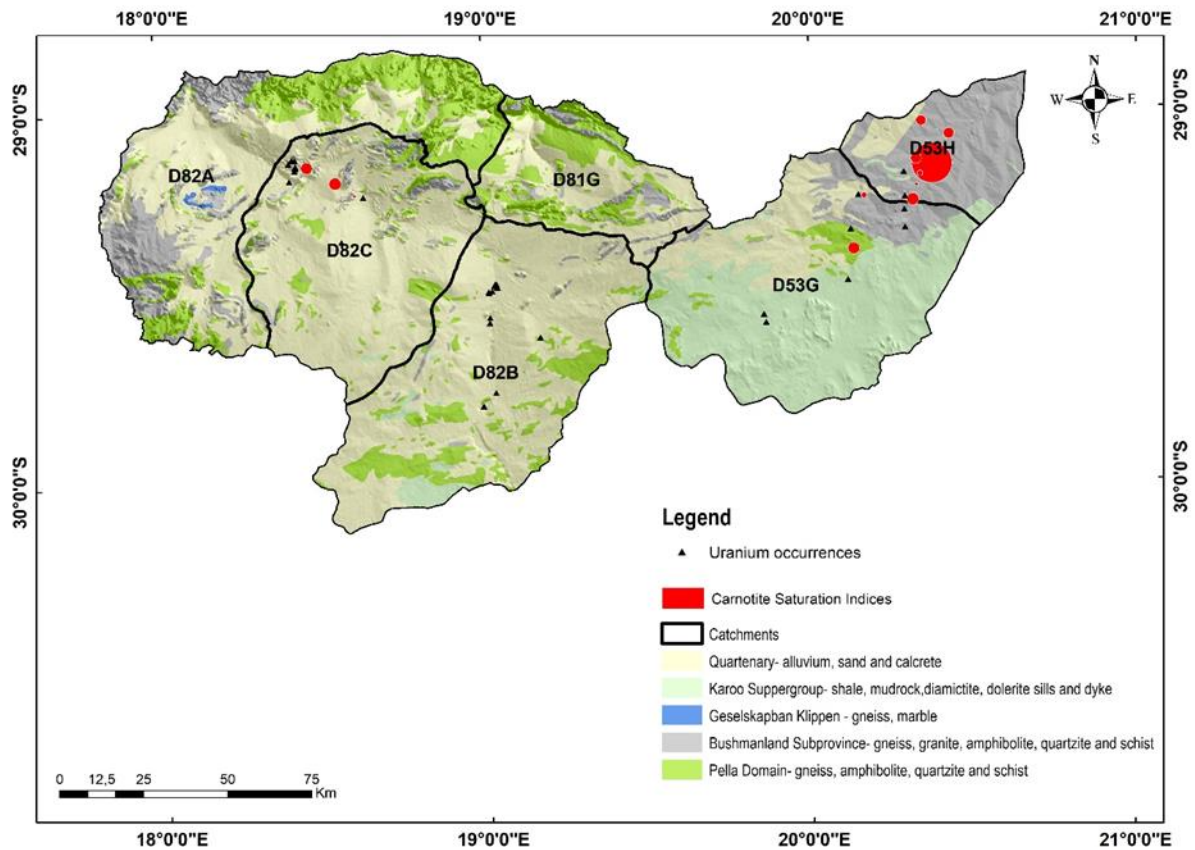 18°0'0"E 19°0'0"E 20°0'0"E 21°0'0"E
29°0'0"S
29°0'0"S
N
W E
S
D53H
D82A
D81G
D82C
D53G
D82B
30°0'0"S
30°0'0"S
Legend
Uranium occurrences
Carnotite Saturation Indices
Catchments
Quartenary- alluvium, sand and calcrete
Karoo Suppergroup- shale, mudrock,diamictite, dolerite sills and dyke
Geselskapban Klippen - gneiss, marble
Bushmanland Subprovince- gneiss, granite, amphibolite, quartzite and schist
Pella Domain- gneiss, amphibolite, quartzite and schist
0 12,5 25 50 75
Km
18°0'0"E 19°0'0"E 20°0'0"E 21°0'0"E